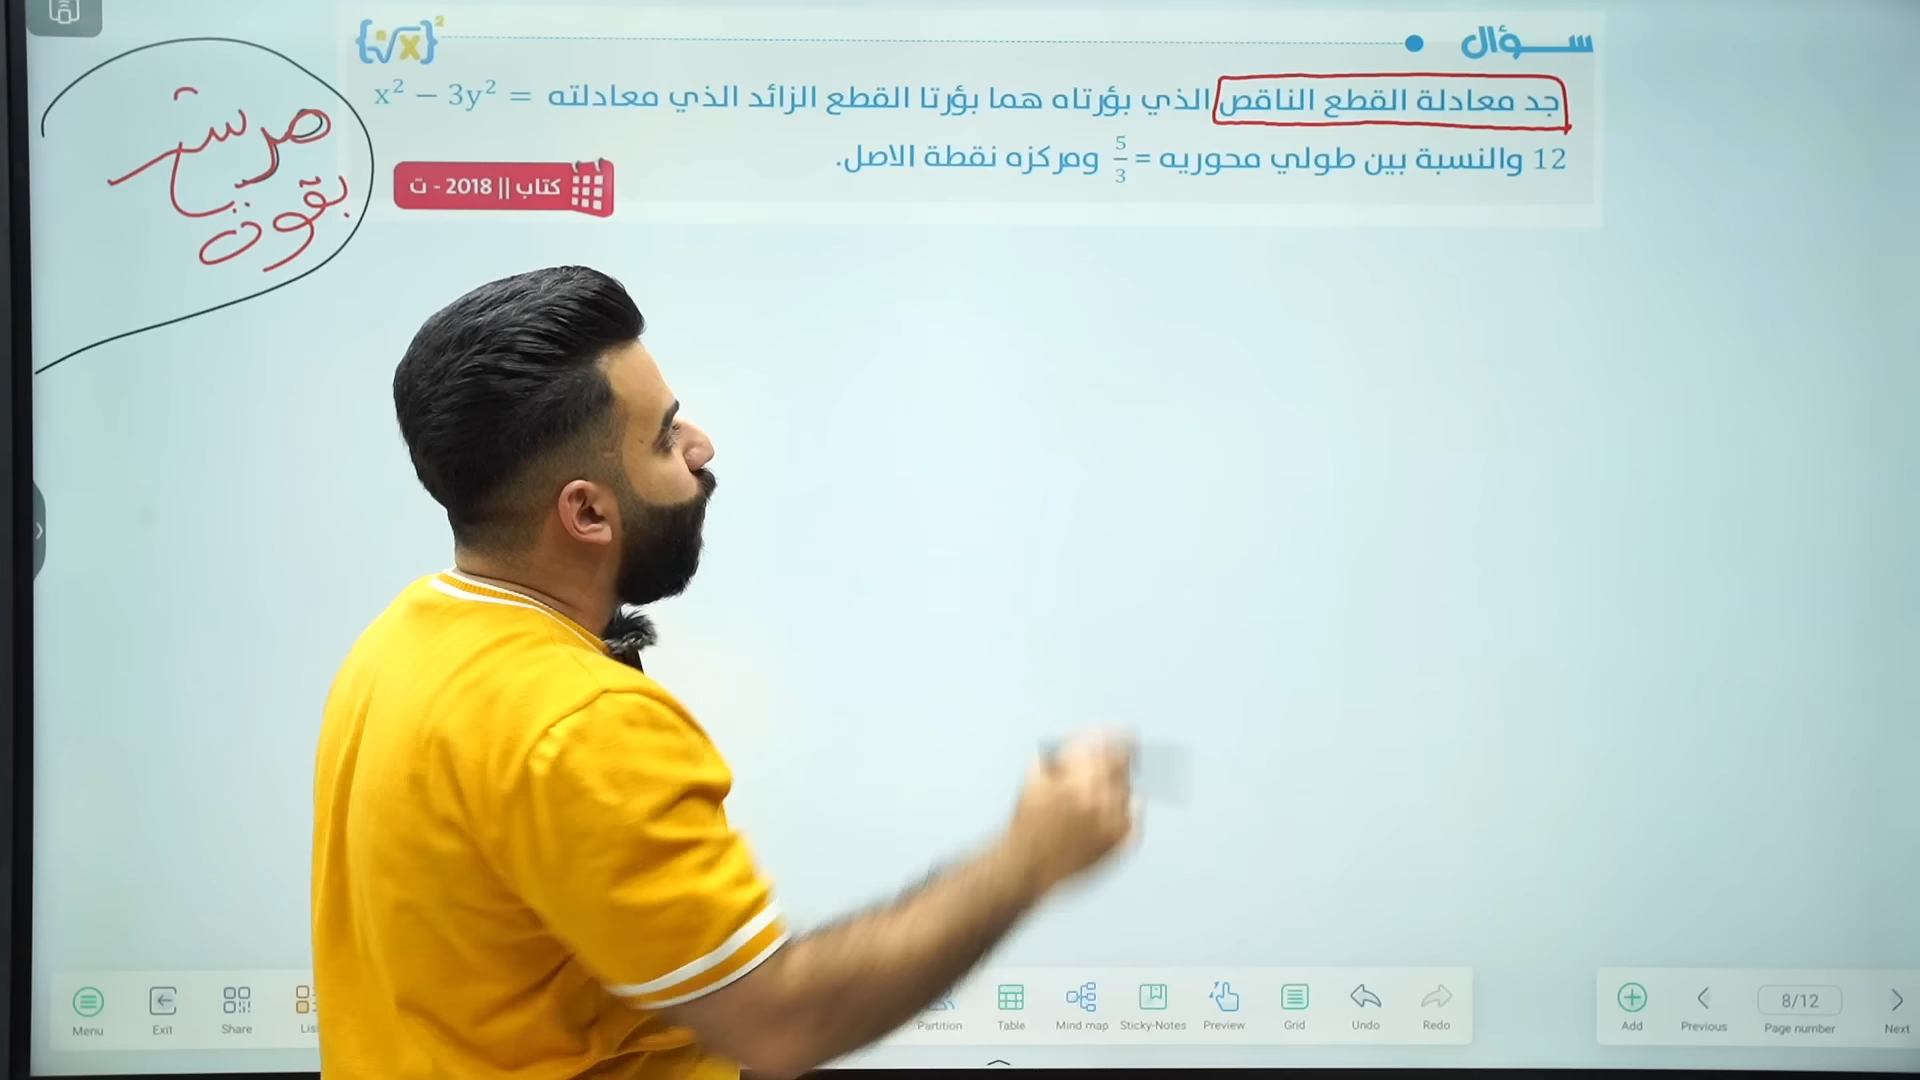 سؤال
{ⁿ√x}²
جد معادلة القطع الناقص الذي بؤرتاه هما بؤرتا القطع الزائد الذي معادلته x² − 3y² =
12 والنسبة بين طولي محوريه = 5/3 ومركزه نقطة الاصل.
كتاب || 2018 - ت
بقوة
Menu
Exit
Share
Partition
Table
Mind map
Sticky-Notes
Preview
Grid
Undo
Redo
Add
Previous
8/12
Page number
Next